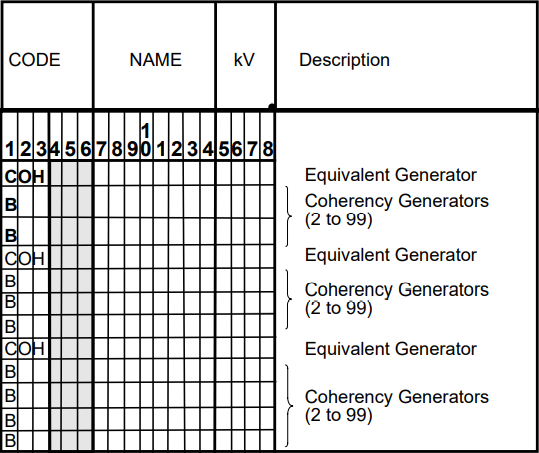 CODE NAME kV Description
1 2 3 4 5 6 7 8 9 10 1 2 3 4 5 6 7 8
COH Equivalent Generator
B Coherency Generators
(2 to 99)
B
COH Equivalent Generator
B
B Coherency Generators
(2 to 99)
B
COH Equivalent Generator
B
B Coherency Generators
(2 to 99)
B
B